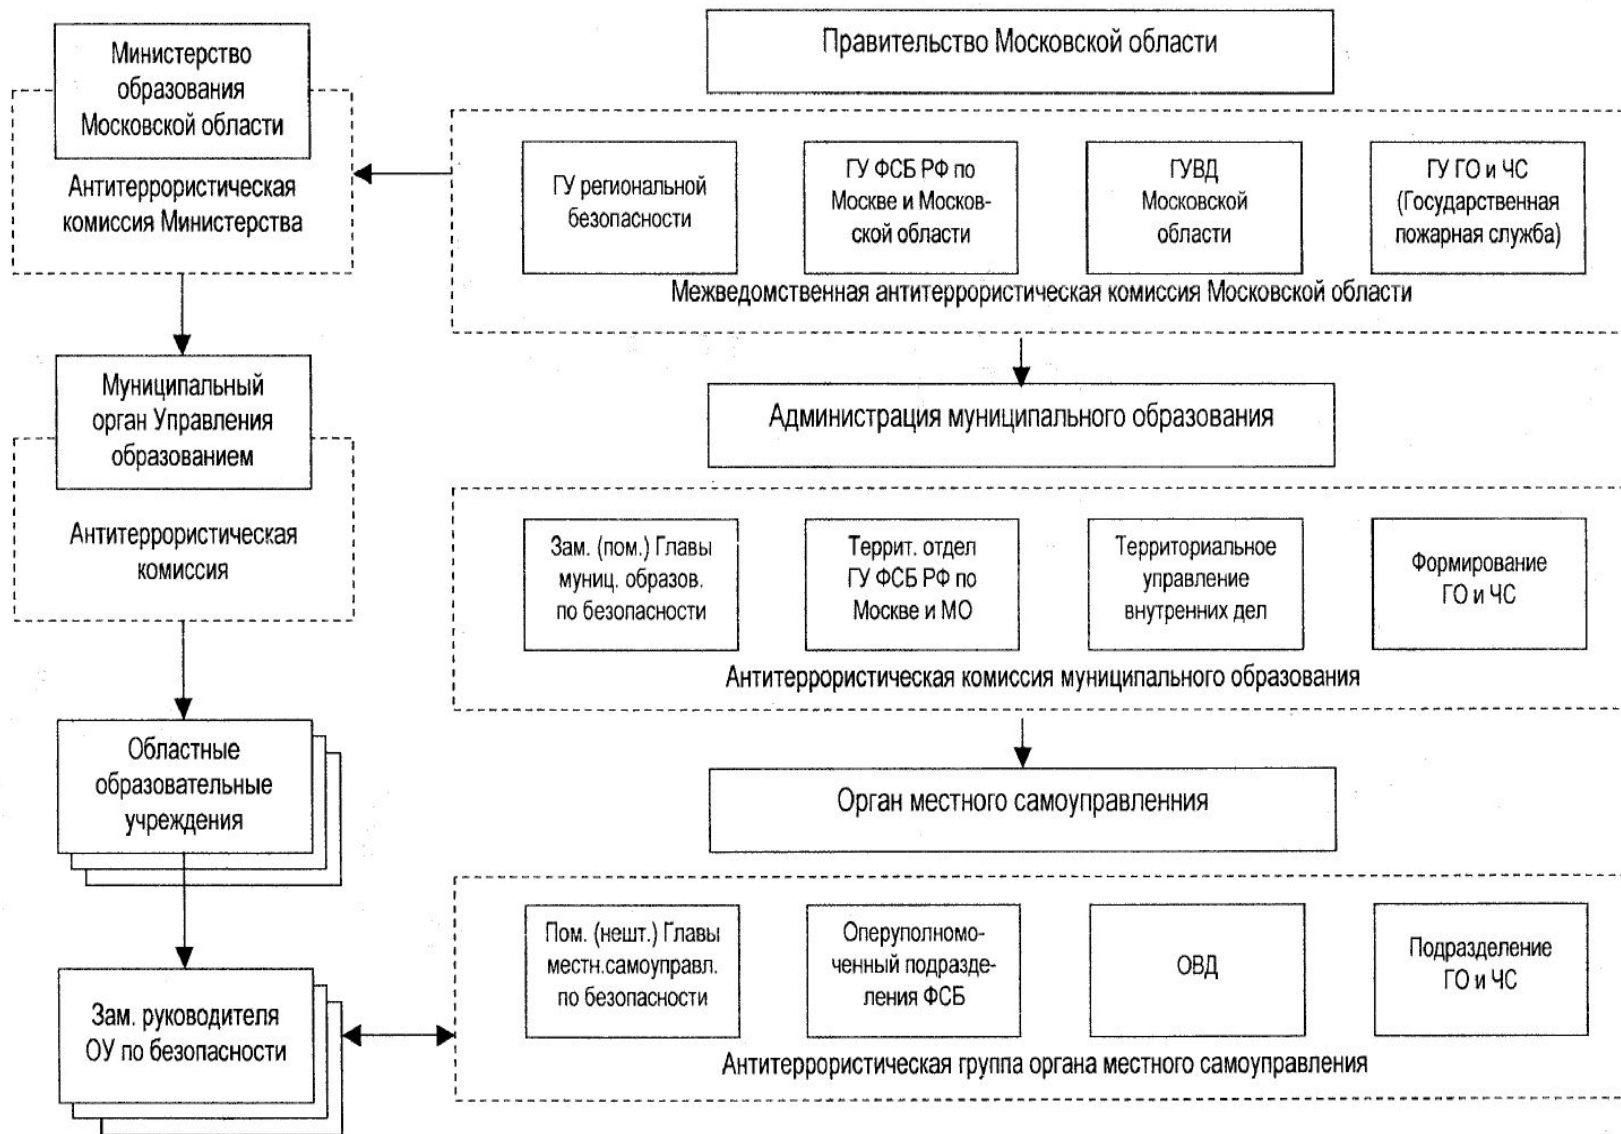 Министерство
образования
Московской области
Антитеррористическая
комиссия Министерства
Муниципальный
орган Управления
образованием
Антитеррористическая
комиссия
Областные
образовательные
учреждения
Зам. руководителя
ОУ по безопасности
Правительство Московской области
ГУ региональной
безопасности
ГУ ФСБ РФ по
Москве и Москов-
ской области
ГУВД
Московской
области
ГУ ГО и ЧС
(Государственная
пожарная служба)
Межведомственная антитеррористическая комиссия Московской области
Администрация муниципального образования
Зам. (пом.) Главы
муниц. образов.
по безопасности
Террит. отдел
ГУ ФСБ РФ по
Москве и МО
Территориальное
управление
внутренних дел
Формирование
ГО и ЧС
Антитеррористическая комиссия муниципального образования
Орган местного самоуправленния
Пом. (нешт.) Главы
местн.самоуправл.
по безопасности
Оперуполномо-
ченный подразде-
ления ФСБ
ОВД
Подразделение
ГО и ЧС
Антитеррористическая группа органа местного самоуправления